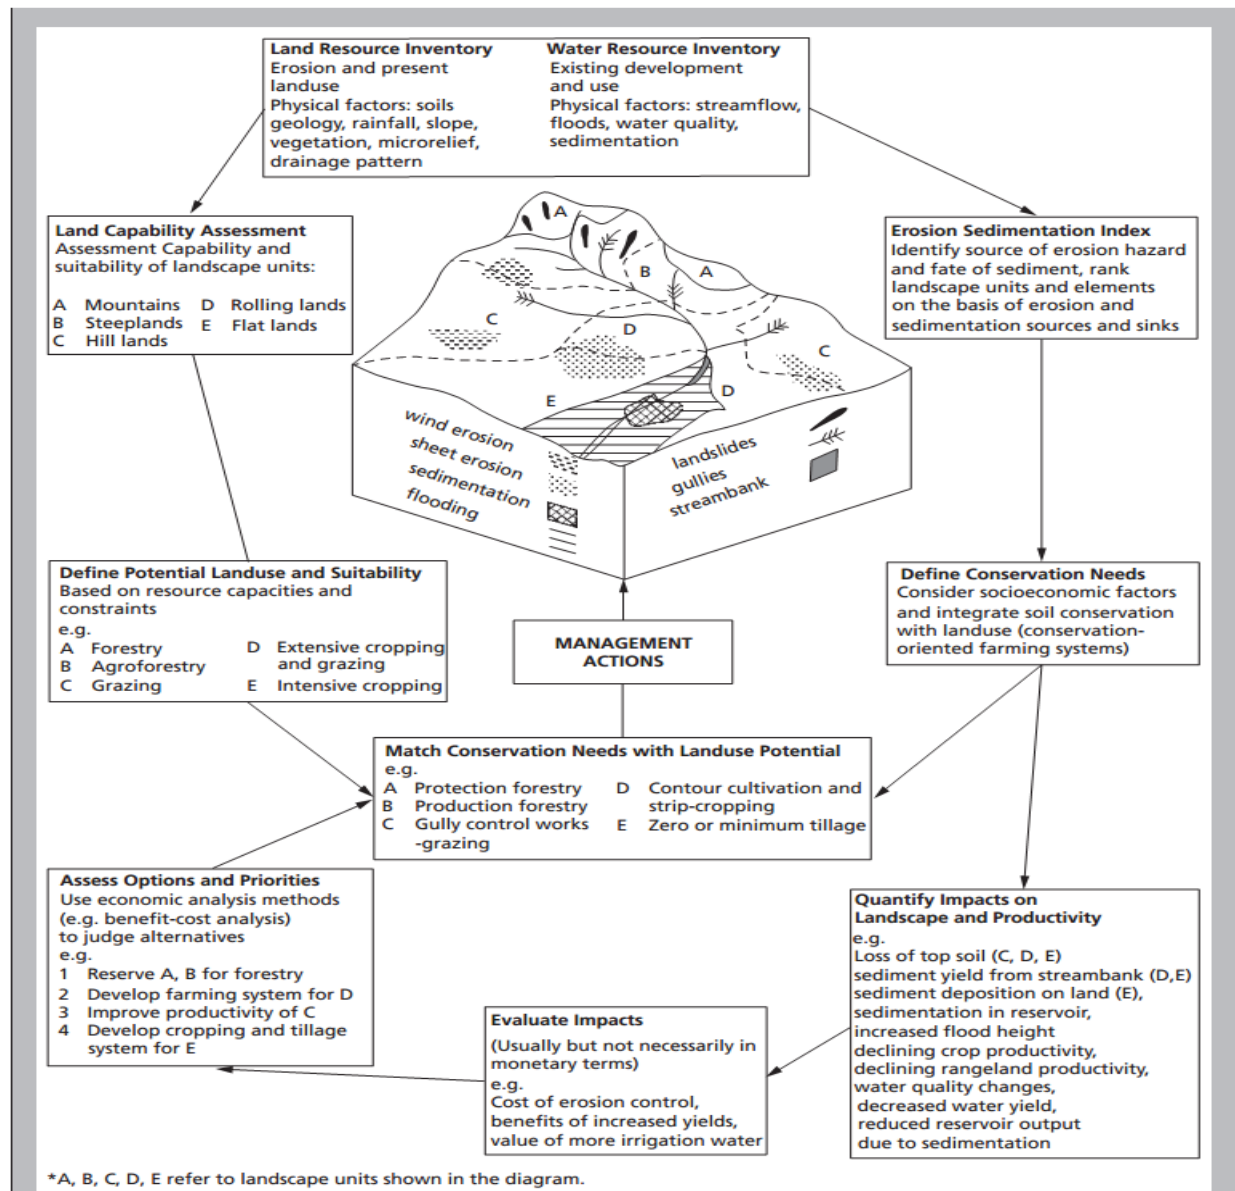 Land Resource Inventory
Erosion and present
landuse
Physical factors: soils
geology, rainfall, slope,
vegetation, microrelief,
drainage pattern
Water Resource Inventory
Existing development
and use
Physical factors: streamflow,
floods, water quality,
sedimentation
Land Capability Assessment
Assessment Capability and
suitability of landscape units:
A Mountains D Rolling lands
B Steeplands E Flat lands
C Hill lands
Erosion Sedimentation Index
Identify source of erosion hazard
and fate of sediment, rank
landscape units and elements
on the basis of erosion and
sedimentation sources and sinks
A
B
A
C
D
C
E
D
wind erosion
sheet erosion
sedimentation
flooding
landslides
gullies
streambank
Define Potential Landuse and Suitability
Based on resource capacities and
constraints
e.g.
A Forestry
B Agroforestry
C Grazing
D Extensive cropping
and grazing
E Intensive cropping
Define Conservation Needs
Consider socioeconomic factors
and integrate soil conservation
with landuse (conservation-
oriented farming systems)
MANAGEMENT
ACTIONS
Match Conservation Needs with Landuse Potential
e.g.
A Protection forestry
B Production forestry
C Gully control works
-grazing
D Contour cultivation and
strip-cropping
E Zero or minimum tillage
Assess Options and Priorities
Use economic analysis methods
(e.g. benefit-cost analysis)
to judge alternatives
e.g.
1 Reserve A, B for forestry
2 Develop farming system for D
3 Improve productivity of C
4 Develop cropping and tillage
system for E
Evaluate Impacts
(Usually but not necessarily in
monetary terms)
e.g.
Cost of erosion control,
benefits of increased yields,
value of more irrigation water
Quantify Impacts on
Landscape and Productivity
e.g.
Loss of top soil (C, D, E)
sediment yield from streambank (D,E)
sediment deposition on land (E),
sedimentation in reservoir,
increased flood height
declining crop productivity,
declining rangeland productivity,
water quality changes,
decreased water yield,
reduced reservoir output
due to sedimentation
*A, B, C, D, E refer to landscape units shown in the diagram.